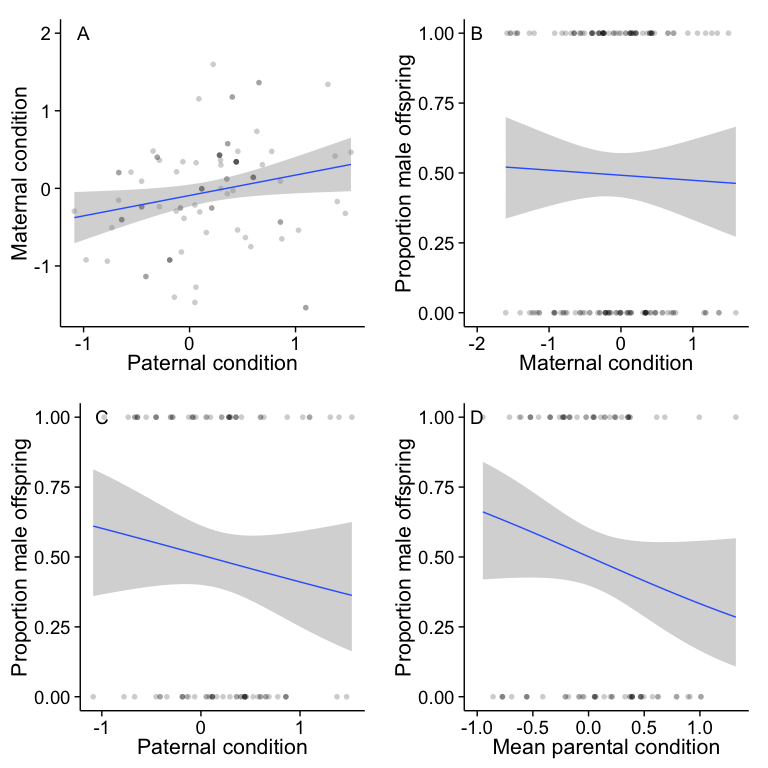 A
2
1
0
-1
Maternal condition
-1 0 1
Paternal condition
B
1.00
0.75
0.50
0.25
0.00
Proportion male offspring
-2 -1 0 1
Maternal condition
C
1.00
0.75
0.50
0.25
0.00
Proportion male offspring
-1 0 1
Paternal condition
D
1.00
0.75
0.50
0.25
0.00
Proportion male offspring
-1.0 -0.5 0.0 0.5 1.0
Mean parental condition